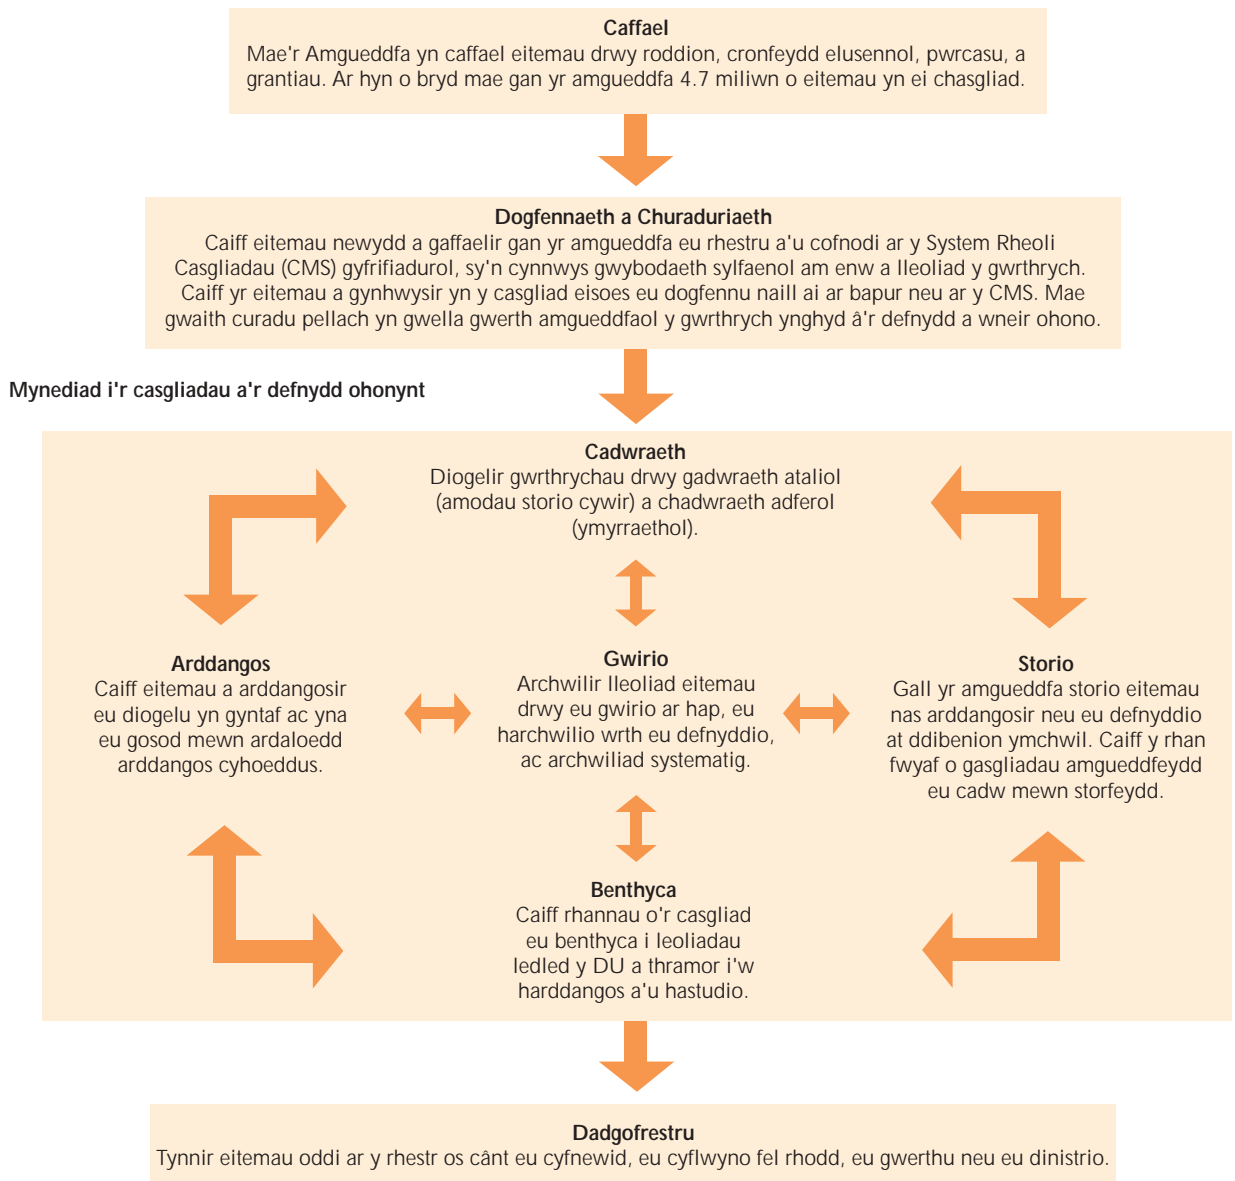 Caffael
Mae'r Amgueddfa yn caffael eitemau drwy roddion, cronfeydd elusennol, pwrcasu, a
grantiau. Ar hyn o bryd mae gan yr amgueddfa 4.7 miliwn o eitemau yn ei chasgliad.
Dogfennaeth a Churaduriaeth
Caiff eitemau newydd a gaffaelir gan yr amgueddfa eu rhestru a'u cofnodi ar y System Rheoli
Casgliadau (CMS) gyfrifiadurol, sy'n cynnwys gwybodaeth sylfaenol am enw a lleoliad y gwrthrych.
Caiff yr eitemau a gynhwysir yn y casgliad eisoes eu dogfennu naill ai ar bapur neu ar y CMS. Mae
gwaith curadu pellach yn gwella gwerth amgueddfaol y gwrthrych ynghyd â'r defnydd a wneir ohono.
Mynediad i'r casgliadau a'r defnydd ohonynt
Cadwraeth
Diogelir gwrthrychau drwy gadwraeth ataliol
(amodau storio cywir) a chadwraeth adferol
(ymyrraethol).
Arddangos
Caiff eitemau a arddangosir
eu diogelu yn gyntaf ac yna
eu gosod mewn ardaloedd
arddangos cyhoeddus.
Gwirio
Archwilir lleoliad eitemau
drwy eu gwirio ar hap, eu
harchwilio wrth eu defnyddio,
ac archwiliad systematig.
Storio
Gall yr amgueddfa storio eitemau
nas arddangosir neu eu defnyddio
at ddibenion ymchwil. Caiff y rhan
fwyaf o gasgliadau amgueddfeydd
eu cadw mewn storfeydd.
Benthyca
Caiff rhannau o'r casgliad
eu benthyca i leoliadau
ledled y DU a thramor i'w
harddangos a'u hastudio.
Dadgofrestru
Tynnir eitemau oddi ar y rhestr os cânt eu cyfnewid, eu cyflwyno fel rhodd, eu gwerthu neu eu dinistrio.